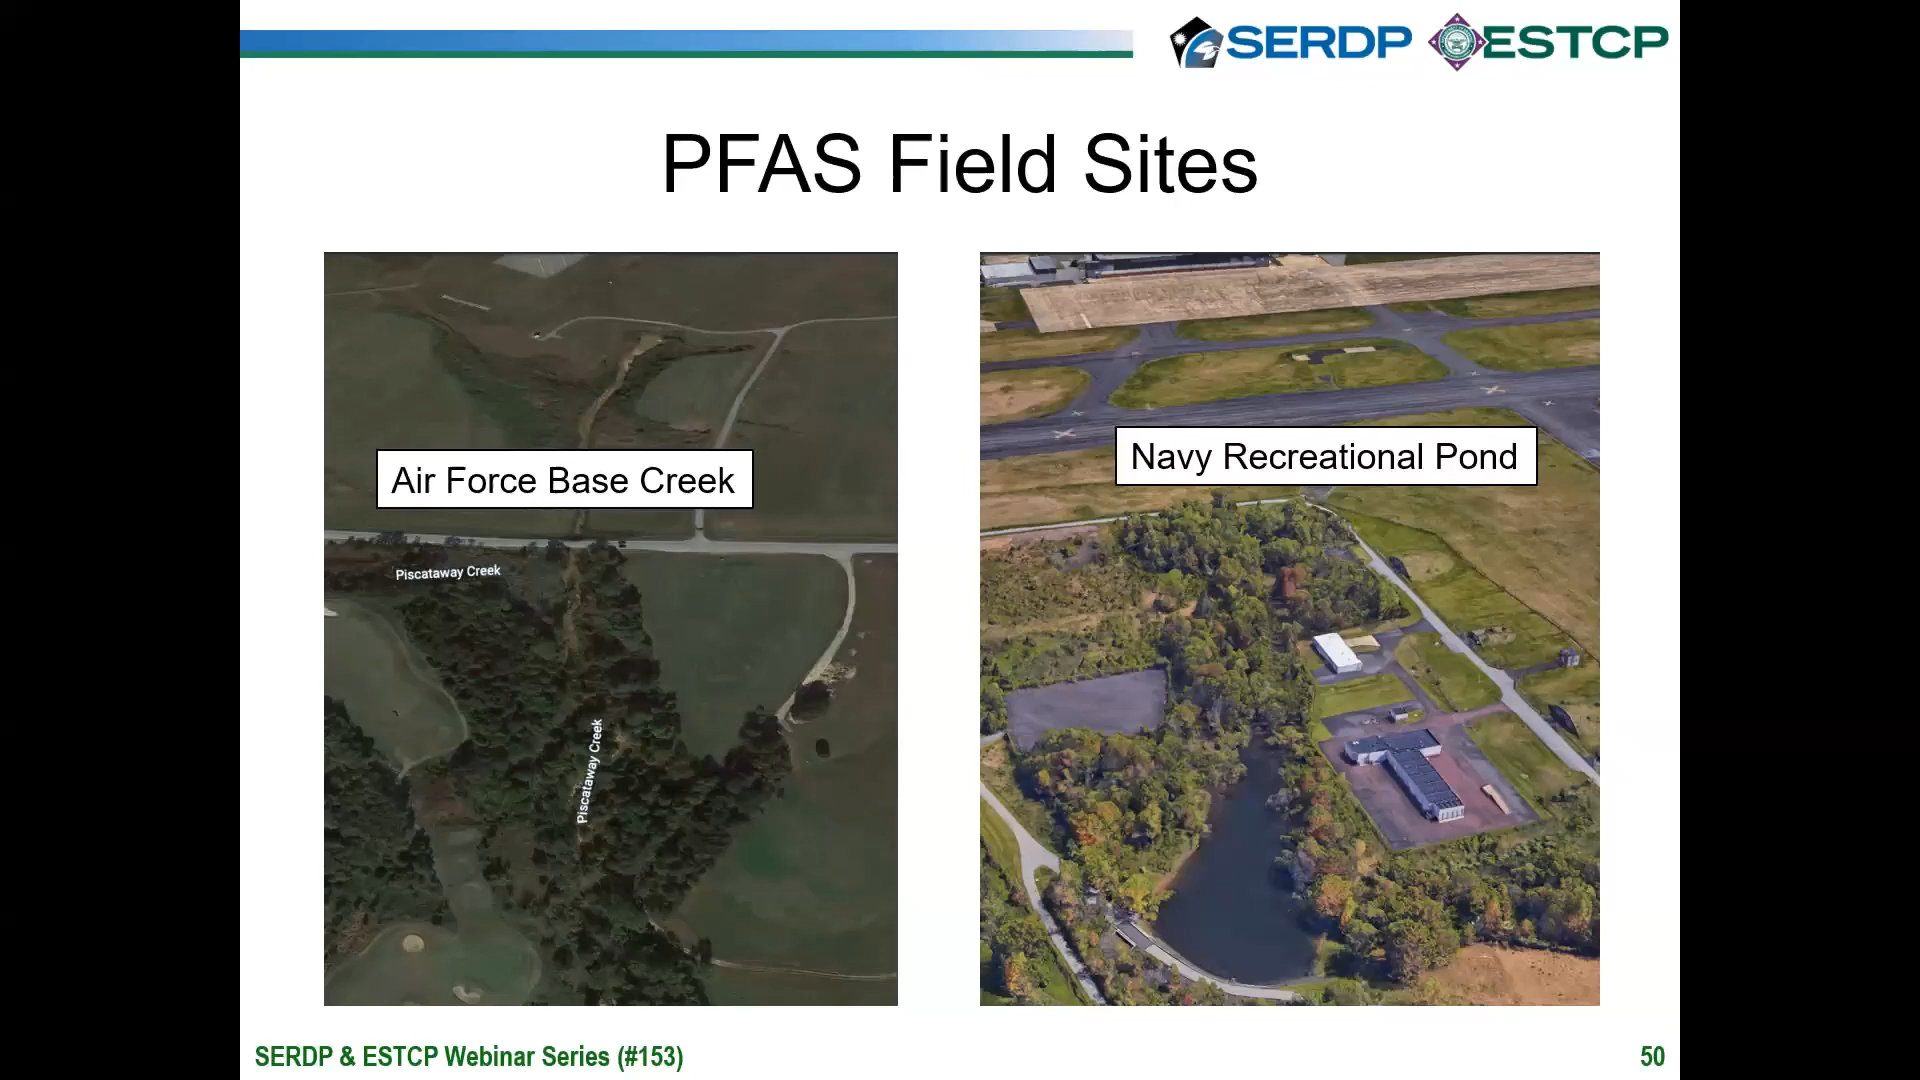 SERDP ESTCP
PFAS Field Sites
Air Force Base Creek
Piscataway Creek
Piscataway Creek
Navy Recreational Pond
SERDP & ESTCP Webinar Series (#153)
50